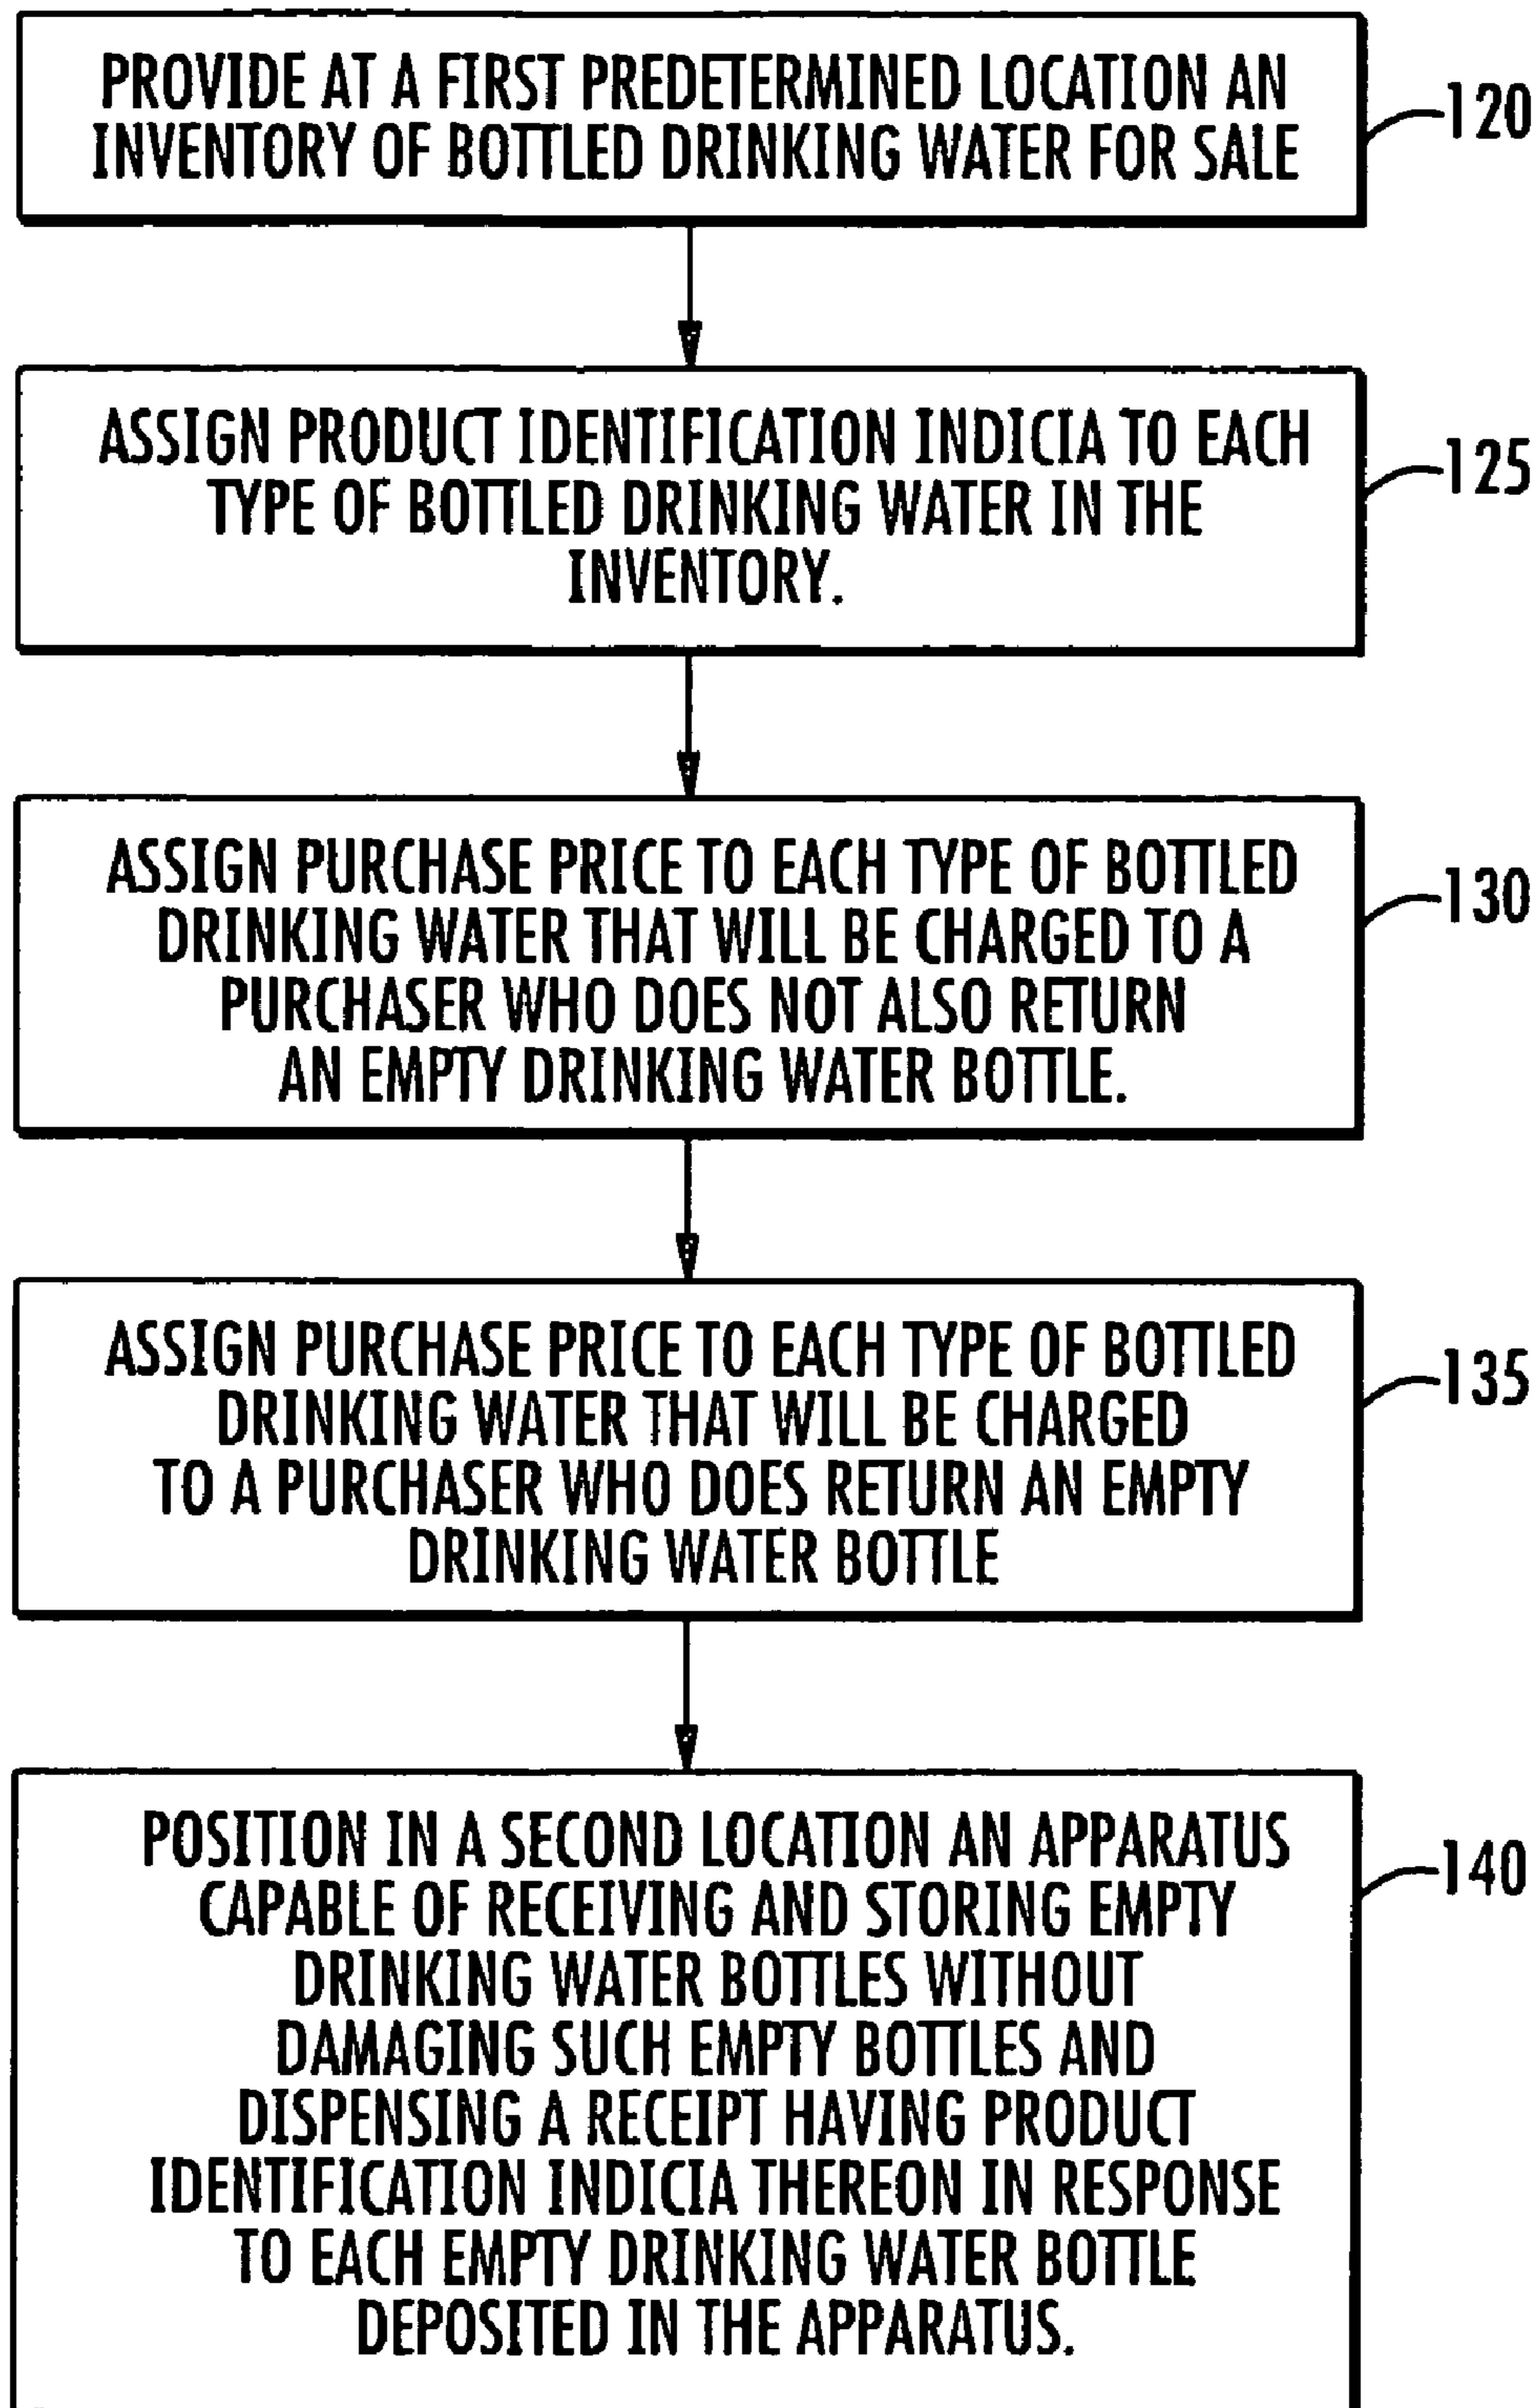 PROVIDE AT A FIRST PREDETERMINED LOCATION AN
INVENTORY OF BOTTLED DRINKING WATER FOR SALE
120
ASSIGN PRODUCT IDENTIFICATION INDICIA TO EACH
TYPE OF BOTTLED DRINKING WATER IN THE
INVENTORY.
125
ASSIGN PURCHASE PRICE TO EACH TYPE OF BOTTLED
DRINKING WATER THAT WILL BE CHARGED TO A
PURCHASER WHO DOES NOT ALSO RETURN
AN EMPTY DRINKING WATER BOTTLE.
130
ASSIGN PURCHASE PRICE TO EACH TYPE OF BOTTLED
DRINKING WATER THAT WILL BE CHARGED
TO A PURCHASER WHO DOES RETURN AN EMPTY
DRINKING WATER BOTTLE
135
POSITION IN A SECOND LOCATION AN APPARATUS
CAPABLE OF RECEIVING AND STORING EMPTY
DRINKING WATER BOTTLES WITHOUT
DAMAGING SUCH EMPTY BOTTLES AND
DISPENSING A RECEIPT HAVING PRODUCT
IDENTIFICATION INDICIA THEREON IN RESPONSE
TO EACH EMPTY DRINKING WATER BOTTLE
DEPOSITED IN THE APPARATUS.
140